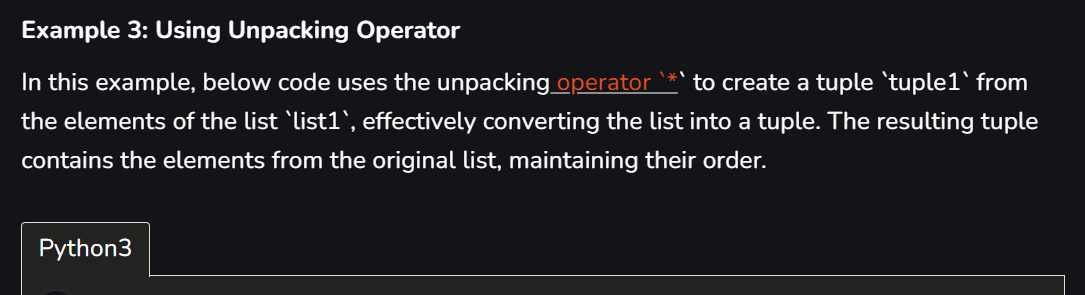 Example 3: Using Unpacking Operator
In this example, below code uses the unpacking operator `*` to create a tuple `tuple1` from
the elements of the list `list1`, effectively converting the list into a tuple. The resulting tuple
contains the elements from the original list, maintaining their order.
Python3